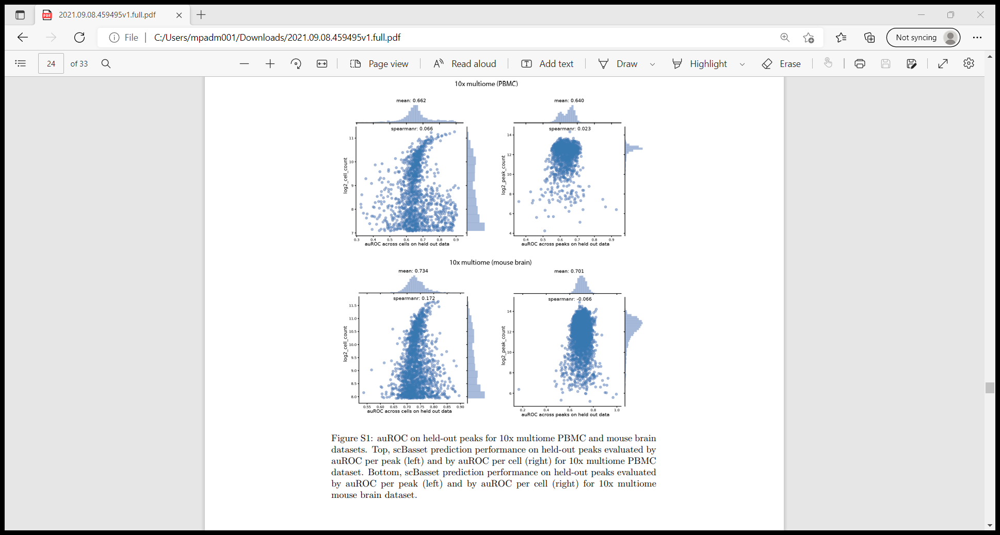 2021.09.08.459495v1.full.pdf
File
C:/Users/mpadm001/Downloads/2021.09.08.459495v1.full.pdf
Not syncing
24 of 33
Page view
Read aloud
Add text
Draw
Highlight
Erase
10x multiome (PBMC)
mean: 0.662
spearmanr: 0.066
log2_cell_count
11
10
9
8
7
0.3 0.4 0.5 0.6 0.7 0.8 0.9
auROC across cells on held out data
mean: 0.640
spearmanr: 0.023
log2_peak_count
14
12
10
8
6
4
0.4 0.5 0.6 0.7 0.8 0.9
auROC across peaks on held out data
10x multiome (mouse brain)
mean: 0.734
spearmanr: 0.172
log2_cell_count
11.5
11.0
10.5
10.0
9.5
9.0
8.5
8.0
0.55 0.60 0.65 0.70 0.75 0.80 0.85 0.90
auROC across cells on held out data
mean: 0.701
spearmanr: -0.066
log2_peak_count
14
12
10
8
6
0.2 0.4 0.6 0.8 1.0
auROC across peaks on held out data
Figure S1: auROC on held-out peaks for 10x multiome PBMC and mouse brain
datasets. Top, scBasset prediction performance on held-out peaks evaluated by
auROC per peak (left) and by auROC per cell (right) for 10x multiome PBMC
dataset. Bottom, scBasset prediction performance on held-out peaks evaluated
by auROC per peak (left) and by auROC per cell (right) for 10x multiome
mouse brain dataset.